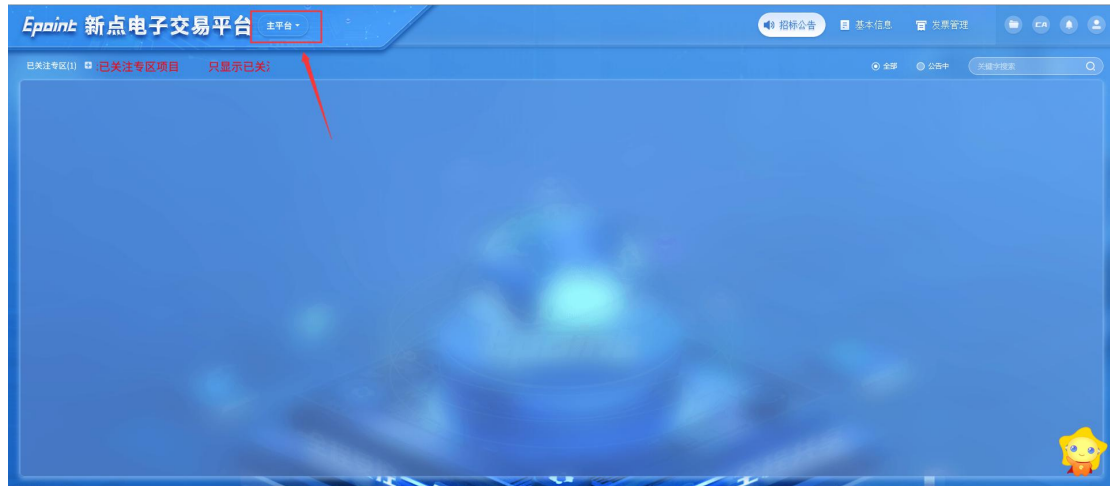 Epoint 新点电子交易平台 主平台 招标公告 基本信息 发票管理 CA
已关注专区(1) 已关注专区项目 只显示已关 全部 公告中 关键字搜索